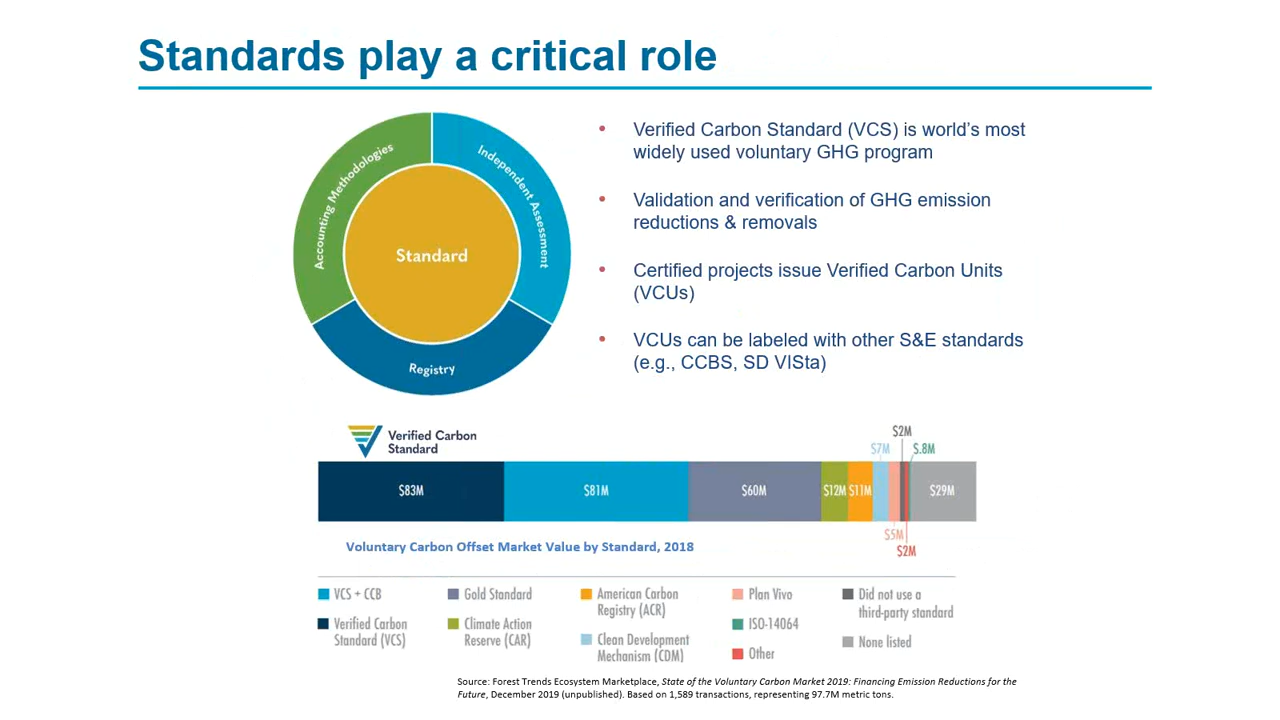 Standards play a critical role
Accounting Methodologies
Independent Assessment
Standard
Registry
• Verified Carbon Standard (VCS) is world's most
widely used voluntary GHG program
• Validation and verification of GHG emission
reductions & removals
• Certified projects issue Verified Carbon Units
(VCUs)
• VCUs can be labeled with other S&E standards
(e.g., CCBS, SD VISta)
Verified Carbon
Standard
$2M
$7M
$.8M
$83M
$81M
$60M
$12M
$11M
$29M
$5M
$2M
Voluntary Carbon Offset Market Value by Standard, 2018
VCS + CCB
Verified Carbon
Standard (VCS)
Gold Standard
Climate Action
Reserve (CAR)
American Carbon
Registry (ACR)
Clean Development
Mechanism (CDM)
Plan Vivo
ISO-14064
Other
Did not use a
third-party standard
None listed
Source: Forest Trends Ecosystem Marketplace, State of the Voluntary Carbon Market 2019: Financing Emission Reductions for the
Future, December 2019 (unpublished). Based on 1,589 transactions, representing 97.7M metric tons.